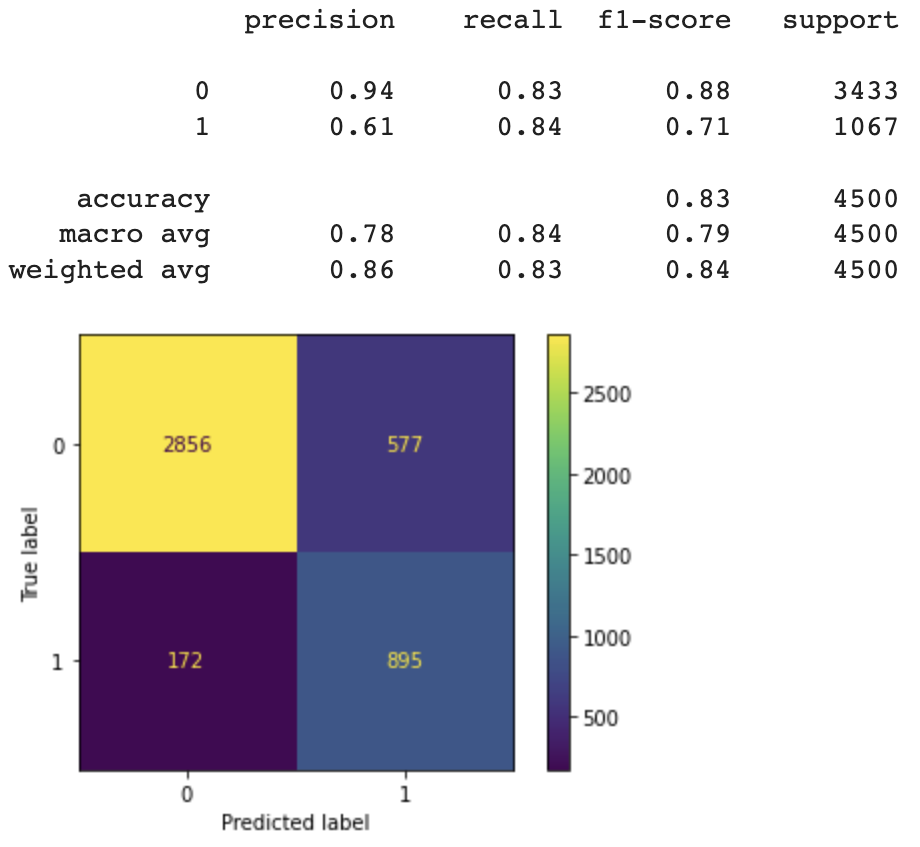 precision recall f1-score support
0 0.94 0.83 0.88 3433
1 0.61 0.84 0.71 1067
accuracy 0.83 4500
macro avg 0.78 0.84 0.79 4500
weighted avg 0.86 0.83 0.84 4500
2500
2000
1500
1000
500
True label
0
1
2856 577
172 895
0 1
Predicted label